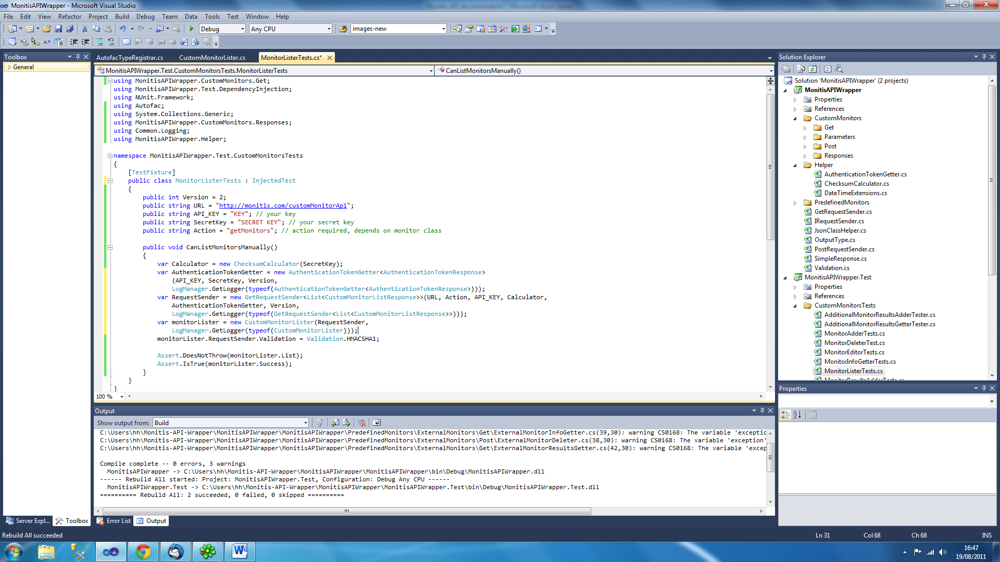 MonitisAPIWrapper - Microsoft Visual Studio
File Edit View Refactor Project Build Debug Team Data Tools Test Window Help
Debug Any CPU images-new
Toolbox
General
AutofacTypeRegistrar.cs CustomMonitorLister.cs MonitorListerTests.cs*
MonitisAPIWrapper.Test.CustomMonitorsTests.MonitorListerTests CanListMonitorsManually()
using MonitisAPIWrapper.CustomMonitors.Get;
using MonitisAPIWrapper.Test.DependencyInjection;
using NUnit.Framework;
using Autofac;
using System.Collections.Generic;
using MonitisAPIWrapper.CustomMonitors.Responses;
using Common.Logging;
using MonitisAPIWrapper.Helper;
namespace MonitisAPIWrapper.Test.CustomMonitorsTests
{
[TestFixture]
public class MonitorListerTests : InjectedTest
{
public int Version = 2;
public string URL = "http://monitis.com/customMonitorApi";
public string API_KEY = "KEY"; // your key
public string SecretKey = "SECRET KEY"; // your secret key
public string Action = "getMonitors"; // action required, depends on monitor class
public void CanListMonitorsManually()
{
var Calculator = new ChecksumCalculator(SecretKey);
var AuthenticationTokenGetter = new AuthenticationTokenGetter<AuthenticationTokenResponse>
(API_KEY, SecretKey, Version,
LogManager.GetLogger(typeof(AuthenticationTokenGetter<AuthenticationTokenResponse>)));
var RequestSender = new GetRequestSender<List<CustomMonitorListResponse>>(URL, Action, API_KEY, Calculator,
AuthenticationTokenGetter, Version,
LogManager.GetLogger(typeof(GetRequestSender<List<CustomMonitorListResponse>>)));
var monitorLister = new CustomMonitorLister(RequestSender,
LogManager.GetLogger(typeof(CustomMonitorLister)));
monitorLister.RequestSender.Validation = Validation.HMACSHA1;
Assert.DoesNotThrow(monitorLister.List);
Assert.IsTrue(monitorLister.Success);
}
}
}
100 %
Output
Show output from: Build
C:\Users\hh\Monitis-API-Wrapper\MonitisAPIWrapper\MonitisAPIWrapper\PredefinedMonitors\ExternalMonitors\Get\ExternalMonitorInfoGetter.cs(39,30): warning CS0168: The variable 'exceptic
C:\Users\hh\Monitis-API-Wrapper\MonitisAPIWrapper\MonitisAPIWrapper\PredefinedMonitors\ExternalMonitors\Post\ExternalMonitorDeleter.cs(38,30): warning CS0168: The variable 'exception'
C:\Users\hh\Monitis-API-Wrapper\MonitisAPIWrapper\MonitisAPIWrapper\PredefinedMonitors\ExternalMonitors\Get\ExternalMonitorResultsGetter.cs(42,30): warning CS0168: The variable 'excep
Compile complete -- 0 errors, 3 warnings
MonitisAPIWrapper -> C:\Users\hh\Monitis-API-Wrapper\MonitisAPIWrapper\MonitisAPIWrapper\bin\Debug\MonitisAPIWrapper.dll
------ Rebuild All started: Project: MonitisAPIWrapper.Test, Configuration: Debug Any CPU ------
MonitisAPIWrapper.Test -> C:\Users\hh\Monitis-API-Wrapper\MonitisAPIWrapper\MonitisAPIWrapper.Test\bin\Debug\MonitisAPIWrapper.Test.dll
========== Rebuild All: 2 succeeded, 0 failed, 0 skipped ==========
Solution Explorer
Solution 'MonitisAPIWrapper' (2 projects)
MonitisAPIWrapper
Properties
References
CustomMonitors
Get
Parameters
Post
Responses
Helper
AuthenticationTokenGetter.cs
ChecksumCalculator.cs
DateTimeExtensions.cs
PredefinedMonitors
GetRequestSender.cs
IRequestSender.cs
JsonClassHelper.cs
OutputType.cs
PostRequestSender.cs
SimpleResponse.cs
Validation.cs
MonitisAPIWrapper.Test
Properties
References
CustomMonitorsTests
AdditionalMonitorResultsAdderTester.cs
AdditionalMonitorResultsGetterTester.cs
MonitorAdderTests.cs
MonitorDeleterTest.cs
MonitorEditorTests.cs
MonitorInfoGetterTests.cs
MonitorListerTests.cs
Properties
Server Expl... Toolbox Error List Output
Rebuild All succeeded Ln 31 Col 68 Ch 68 INS
16:47
19/08/2011